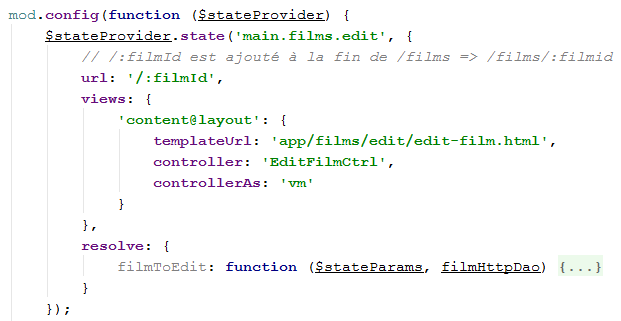 mod.config(function ($stateProvider) {
    $stateProvider.state('main.films.edit', {
        // /:filmId est ajouté à la fin de /films => /films/:filmid
        url: '/:filmId',
        views: {
            'content@layout': {
                templateUrl: 'app/films/edit/edit-film.html',
                controller: 'EditFilmCtrl',
                controllerAs: 'vm'
            }
        },
        resolve: {
            filmToEdit: function ($stateParams, filmHttpDao) {...}
        }
    });